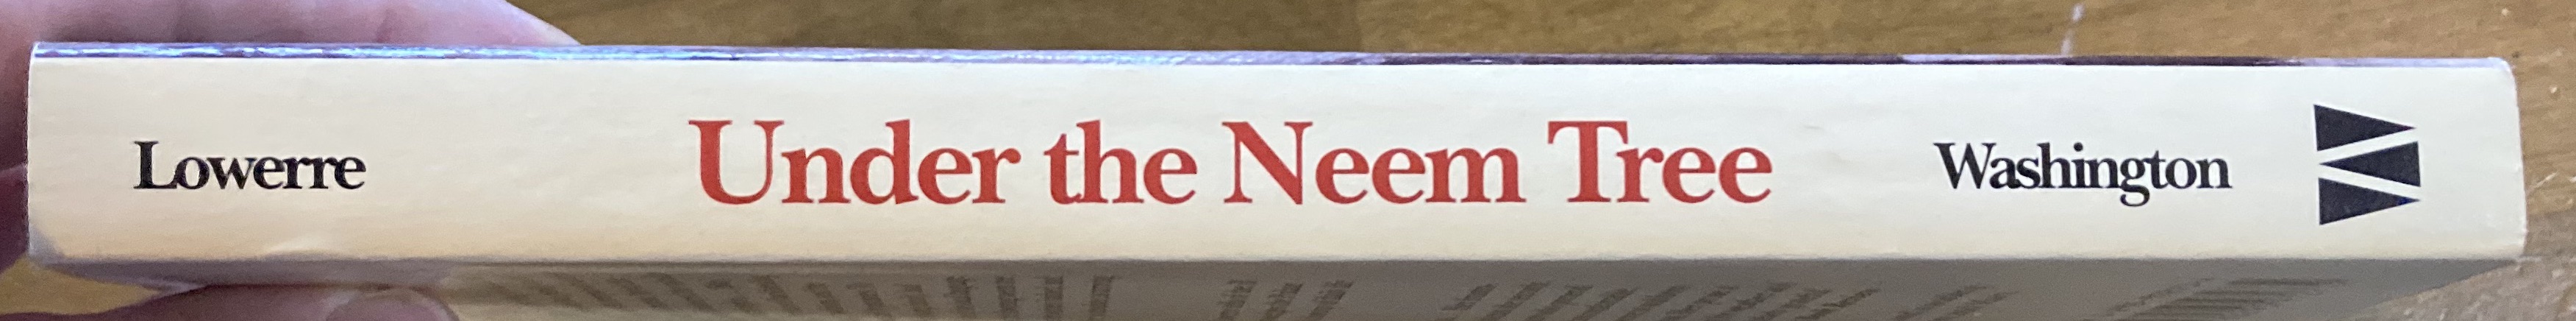 Lowerre
Under the Neem Tree
Washington